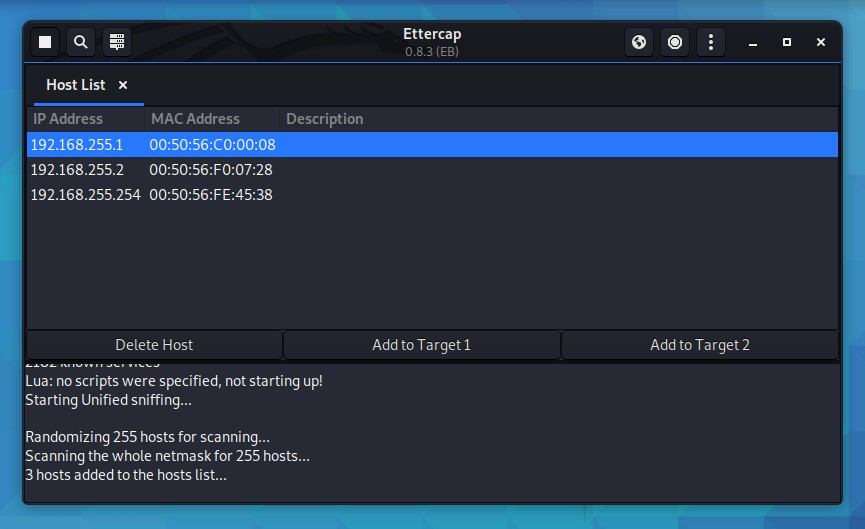 Ettercap
0.8.3 (EB)
Host List ×
IP Address MAC Address Description
192.168.255.1 00:50:56:C0:00:08
192.168.255.2 00:50:56:F0:07:28
192.168.255.254 00:50:56:FE:45:38
Delete Host Add to Target 1 Add to Target 2
2182 known services
Lua: no scripts were specified, not starting up!
Starting Unified sniffing...
Randomizing 255 hosts for scanning...
Scanning the whole netmask for 255 hosts...
3 hosts added to the hosts list...